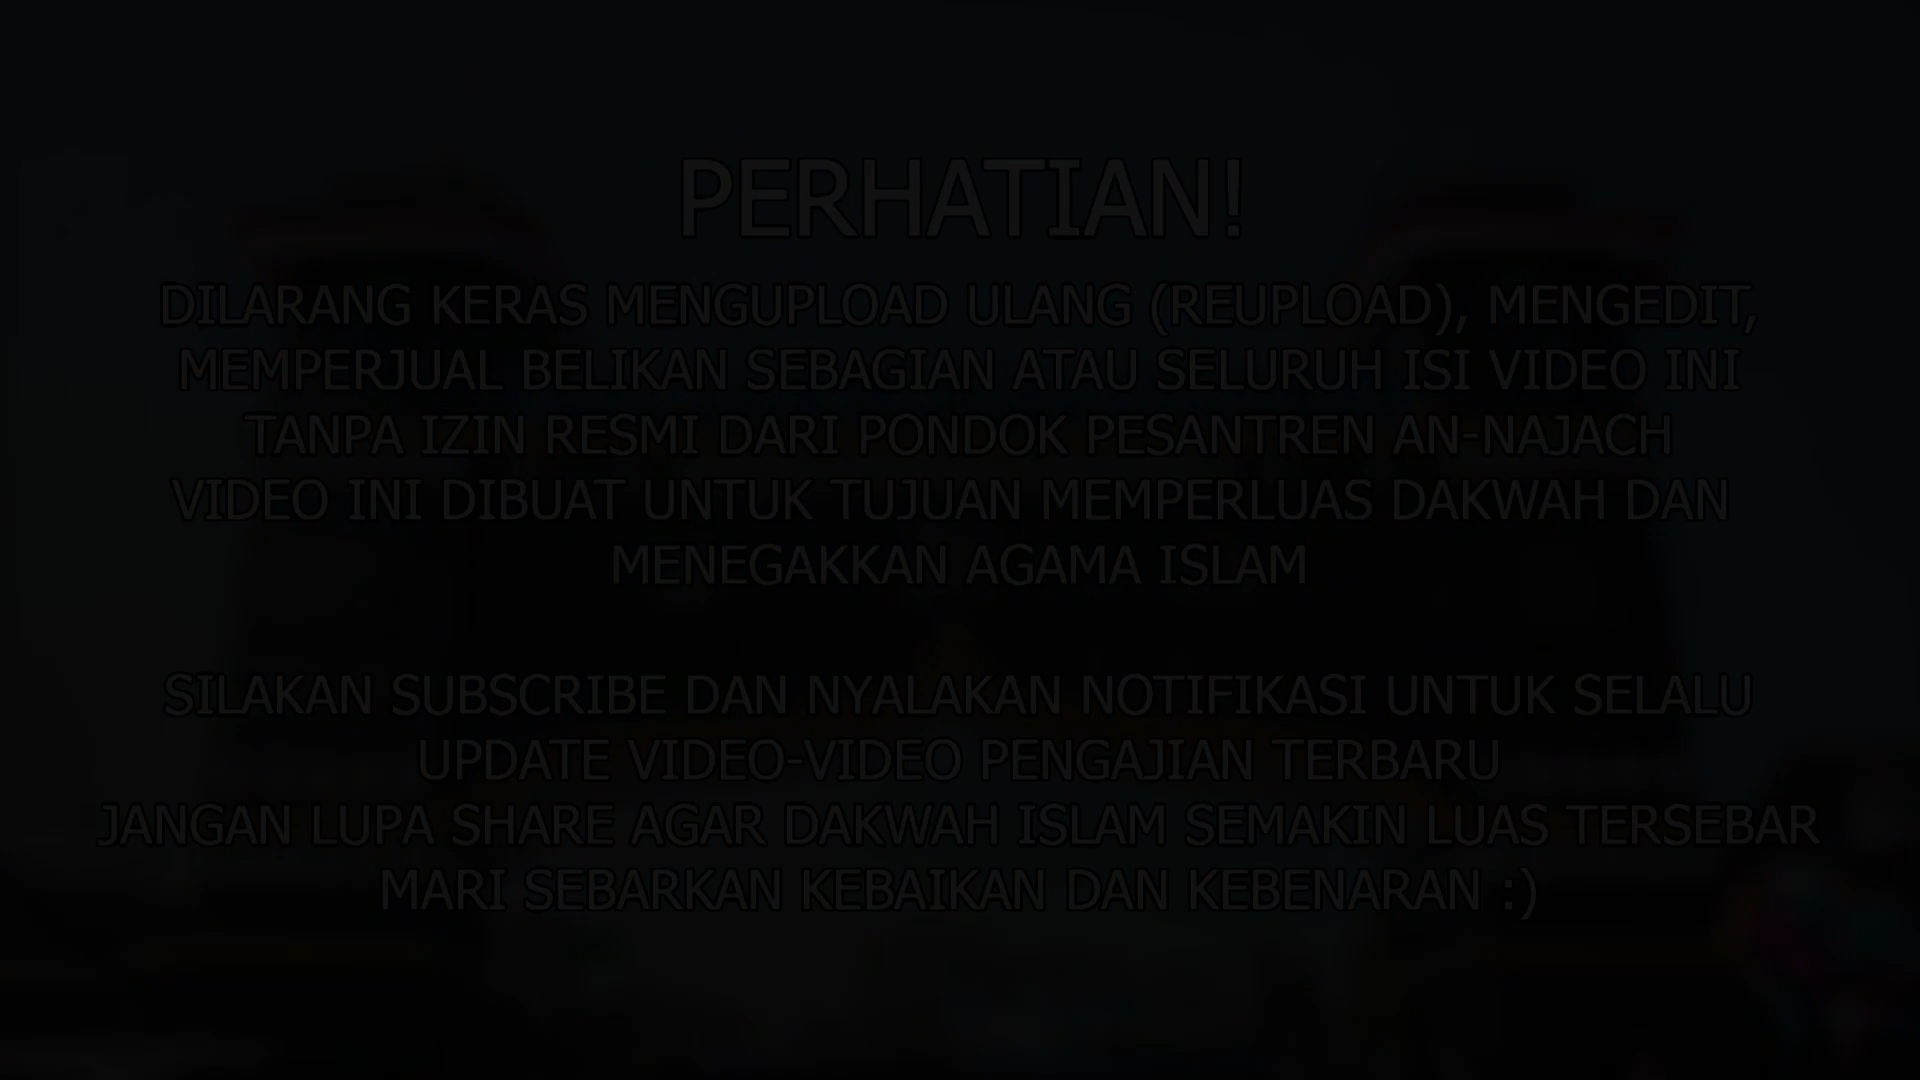 PERHATIAN!
DILARANG KERAS MENGUPLOAD ULANG (REUPLOAD), MENGEDIT,
MEMPERJUAL BELIKAN SEBAGIAN ATAU SELURUH ISI VIDEO INI
TANPA IZIN RESMI DARI PONDOK PESANTREN AN-NAJACH
VIDEO INI DIBUAT UNTUK TUJUAN MEMPERLUAS DAKWAH DAN
MENEGAKKAN AGAMA ISLAM
SILAKAN SUBSCRIBE DAN NYALAKAN NOTIFIKASI UNTUK SELALU
UPDATE VIDEO-VIDEO PENGAJIAN TERBARU
JANGAN LUPA SHARE AGAR DAKWAH ISLAM SEMAKIN LUAS TERSEBAR
MARI SEBARKAN KEBAIKAN DAN KEBENARAN :)